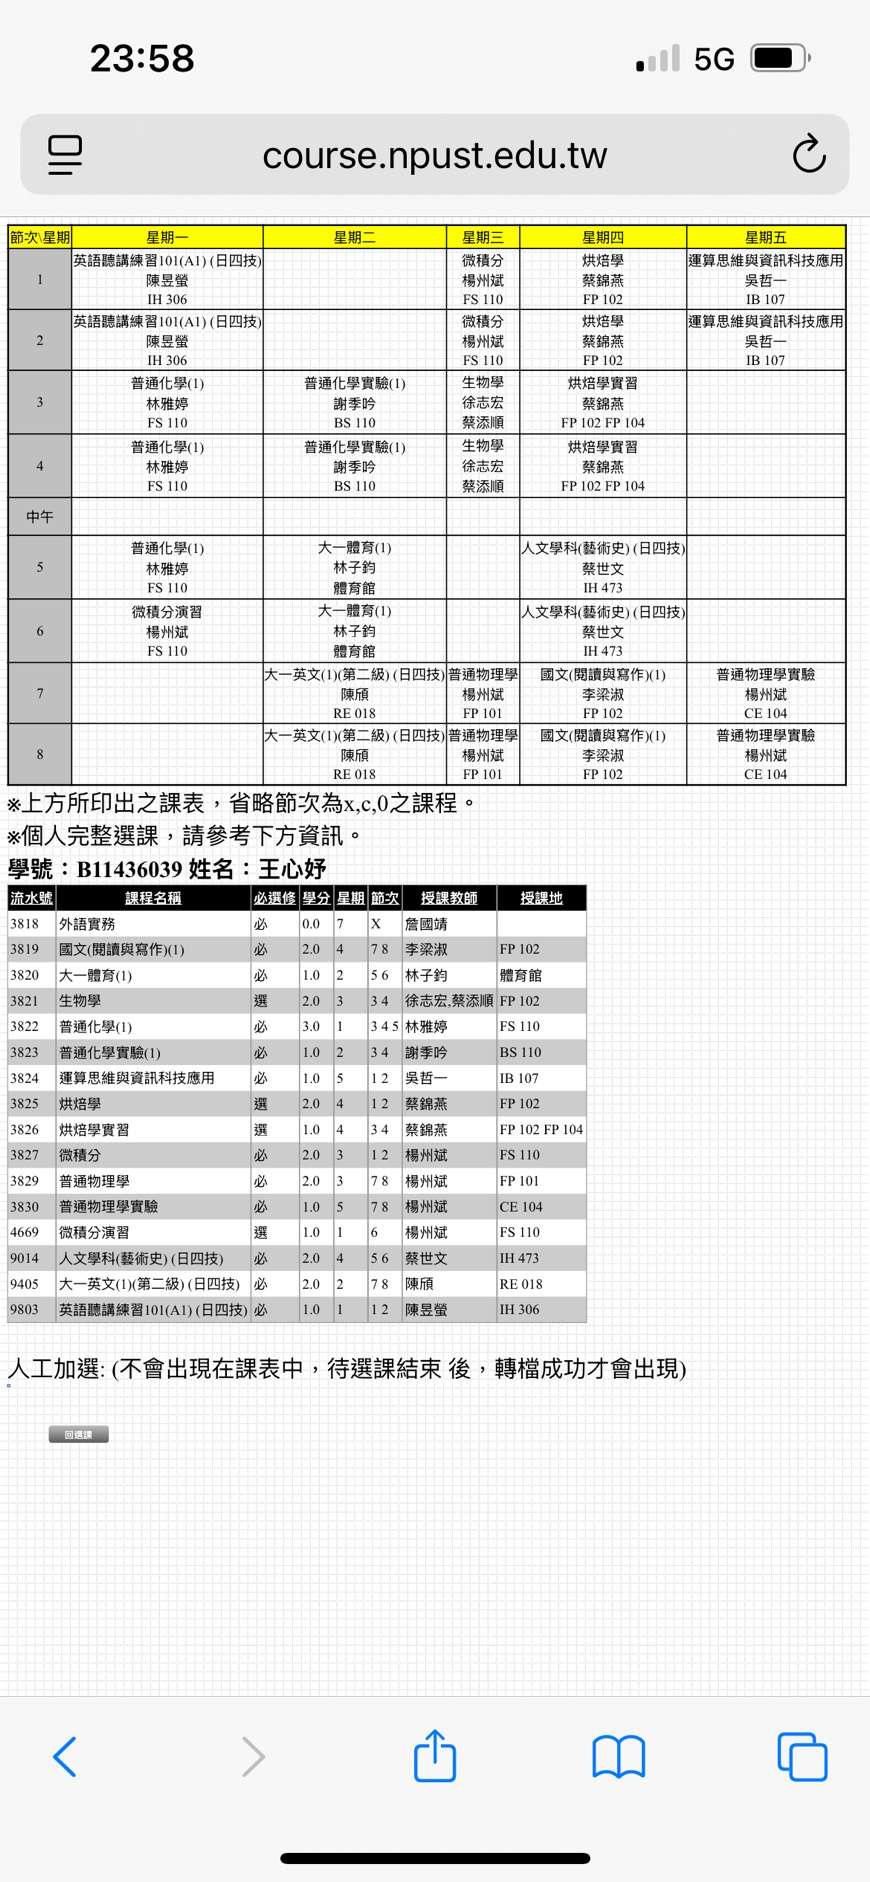 23:58
5G
course.npust.edu.tw
節次\星期 星期一 星期二 星期三 星期四 星期五
1
英語聽講練習101(A1) (日四技)
陳昱螢
IH 306
微積分
楊州斌
FS 110
烘焙學
蔡錦燕
FP 102
運算思維與資訊科技應用
吳哲一
IB 107
2
英語聽講練習101(A1) (日四技)
陳昱螢
IH 306
微積分
楊州斌
FS 110
烘焙學
蔡錦燕
FP 102
運算思維與資訊科技應用
吳哲一
IB 107
3
普通化學(1)
林雅婷
FS 110
普通化學實驗(1)
謝季吟
BS 110
生物學
徐志宏
蔡添順
烘焙學實習
蔡錦燕
FP 102 FP 104
4
普通化學(1)
林雅婷
FS 110
普通化學實驗(1)
謝季吟
BS 110
生物學
徐志宏
蔡添順
烘焙學實習
蔡錦燕
FP 102 FP 104
中午
5
普通化學(1)
林雅婷
FS 110
大一體育(1)
林子鈞
體育館
人文學科(藝術史) (日四技)
蔡世文
IH 473
6
微積分演習
楊州斌
FS 110
大一體育(1)
林子鈞
體育館
人文學科(藝術史) (日四技)
蔡世文
IH 473
7
大一英文(1)(第二級) (日四技)
陳頎
RE 018
普通物理學
楊州斌
FP 101
國文(閱讀與寫作)(1)
李梁淑
FP 102
普通物理學實驗
楊州斌
CE 104
8
大一英文(1)(第二級) (日四技)
陳頎
RE 018
普通物理學
楊州斌
FP 101
國文(閱讀與寫作)(1)
李梁淑
FP 102
普通物理學實驗
楊州斌
CE 104
※上方所印出之課表，省略節次為x,c,0之課程。
※個人完整選課，請參考下方資訊。
學號：B11436039 姓名：王心妤
流水號 課程名稱 必選修 學分 星期 節次 授課教師 授課地
3818 外語實務 必 0.0 7 X 詹國靖
3819 國文(閱讀與寫作)(1) 必 2.0 4 7 8 李梁淑 FP 102
3820 大一體育(1) 必 1.0 2 5 6 林子鈞 體育館
3821 生物學 選 2.0 3 3 4 徐志宏,蔡添順 FP 102
3822 普通化學(1) 必 3.0 1 3 4 5 林雅婷 FS 110
3823 普通化學實驗(1) 必 1.0 2 3 4 謝季吟 BS 110
3824 運算思維與資訊科技應用 必 1.0 5 1 2 吳哲一 IB 107
3825 烘焙學 選 2.0 4 1 2 蔡錦燕 FP 102
3826 烘焙學實習 選 1.0 4 3 4 蔡錦燕 FP 102 FP 104
3827 微積分 必 2.0 3 1 2 楊州斌 FS 110
3829 普通物理學 必 2.0 3 7 8 楊州斌 FP 101
3830 普通物理學實驗 必 1.0 5 7 8 楊州斌 CE 104
4669 微積分演習 選 1.0 1 6 楊州斌 FS 110
9014 人文學科(藝術史) (日四技) 必 2.0 4 5 6 蔡世文 IH 473
9405 大一英文(1)(第二級) (日四技) 必 2.0 2 7 8 陳頎 RE 018
9803 英語聽講練習101(A1) (日四技) 必 1.0 1 1 2 陳昱螢 IH 306
人工加選: (不會出現在課表中，待選課結束 後，轉檔成功才會出現)
回選課